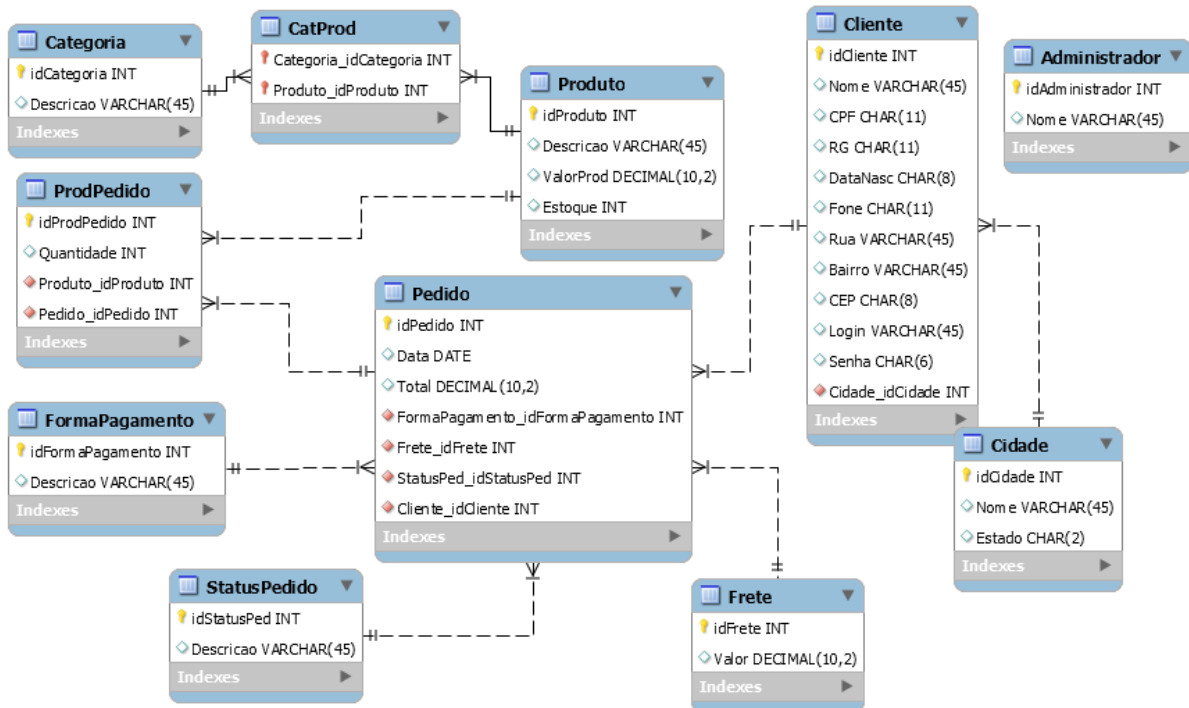 Categoria
idCategoria INT
Descricao VARCHAR(45)
Indexes
CatProd
Categoria_idCategoria INT
Produto_idProduto INT
Indexes
Produto
idProduto INT
Descricao VARCHAR(45)
ValorProd DECIMAL(10,2)
Estoque INT
Indexes
Cliente
idCliente INT
Nome VARCHAR(45)
CPF CHAR(11)
RG CHAR(11)
DataNasc CHAR(8)
Fone CHAR(11)
Rua VARCHAR(45)
Bairro VARCHAR(45)
CEP CHAR(8)
Login VARCHAR(45)
Senha CHAR(6)
Cidade_idCidade INT
Indexes
Administrador
idAdministrador INT
Nome VARCHAR(45)
Indexes
ProdPedido
idProdPedido INT
Quantidade INT
Produto_idProduto INT
Pedido_idPedido INT
Indexes
Pedido
idPedido INT
Data DATE
Total DECIMAL(10,2)
FormaPagamento_idFormaPagamento INT
Frete_idFrete INT
StatusPed_idStatusPed INT
Cliente_idCliente INT
Indexes
FormaPagamento
idFormaPagamento INT
Descricao VARCHAR(45)
Indexes
Cidade
idCidade INT
Nome VARCHAR(45)
Estado CHAR(2)
Indexes
StatusPedido
idStatusPed INT
Descricao VARCHAR(45)
Indexes
Frete
idFrete INT
Valor DECIMAL(10,2)
Indexes